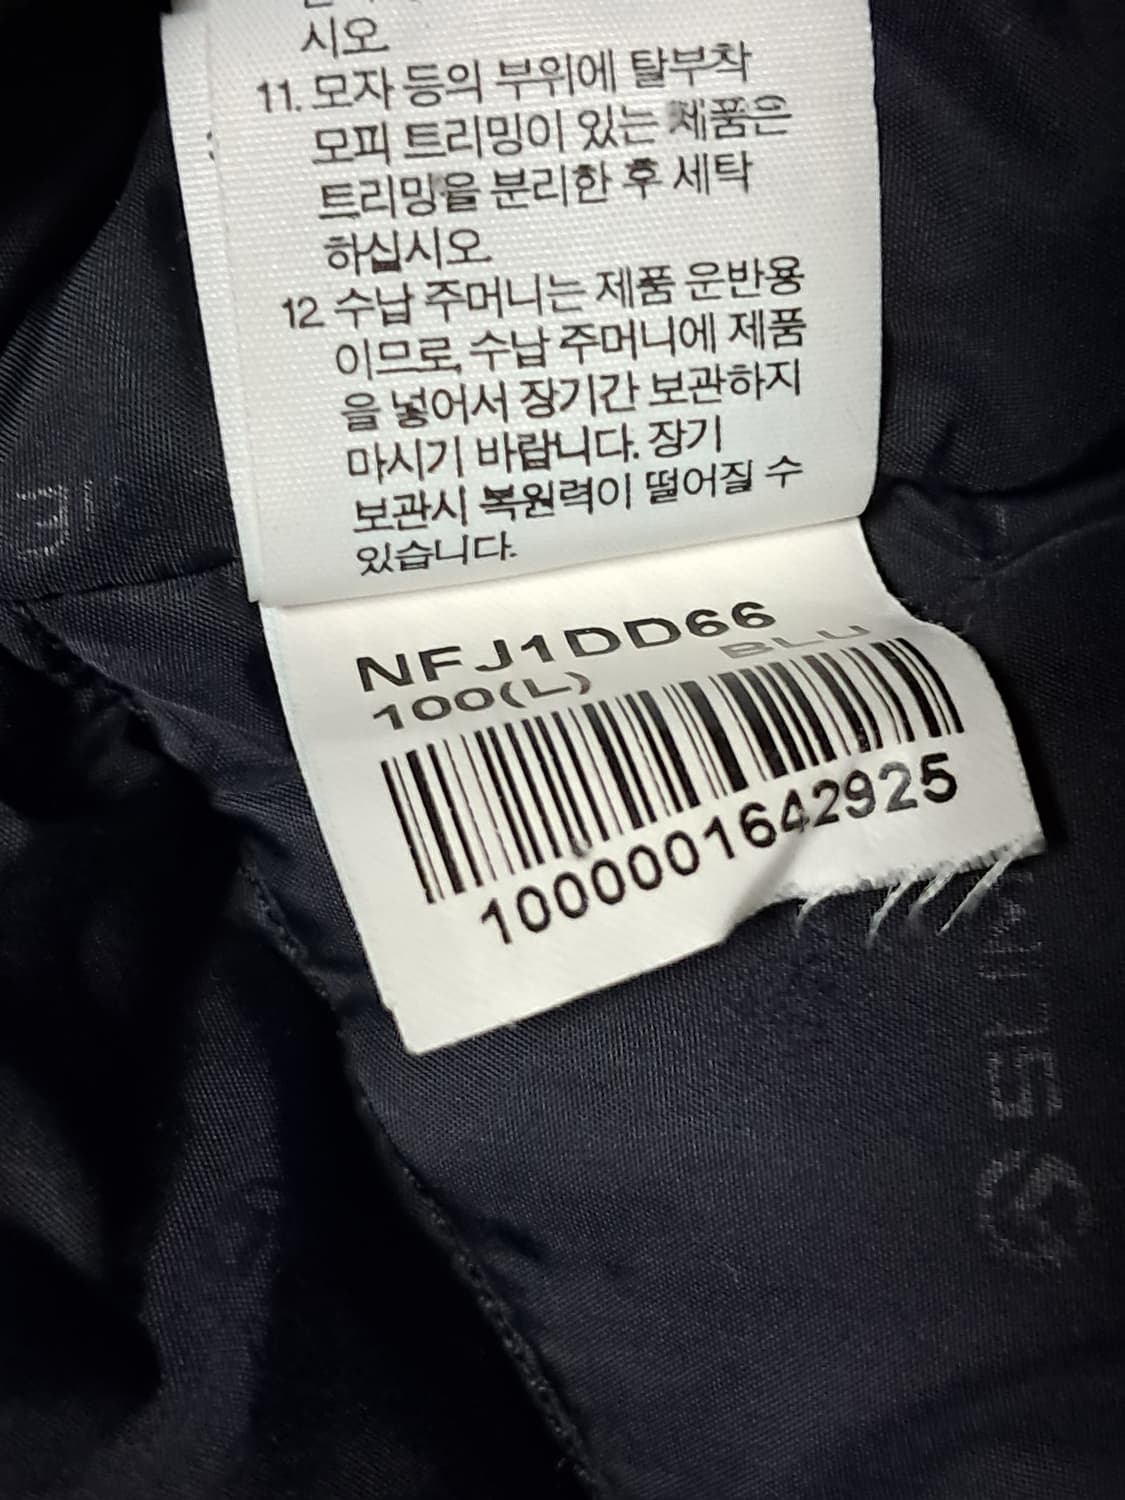 시오.
11. 모자 등의 부위에 탈부착
모피 트리밍이 있는 제품은
트리밍을 분리한 후 세탁
하십시오.
12 수납 주머니는 제품 운반용
이므로, 수납 주머니에 제품
을 넣어서 장기간 보관하지
마시기 바랍니다. 장기
보관시 복원력이 떨어질 수
있습니다.
NFJ1DD66
100(L) BLU
1000001642925